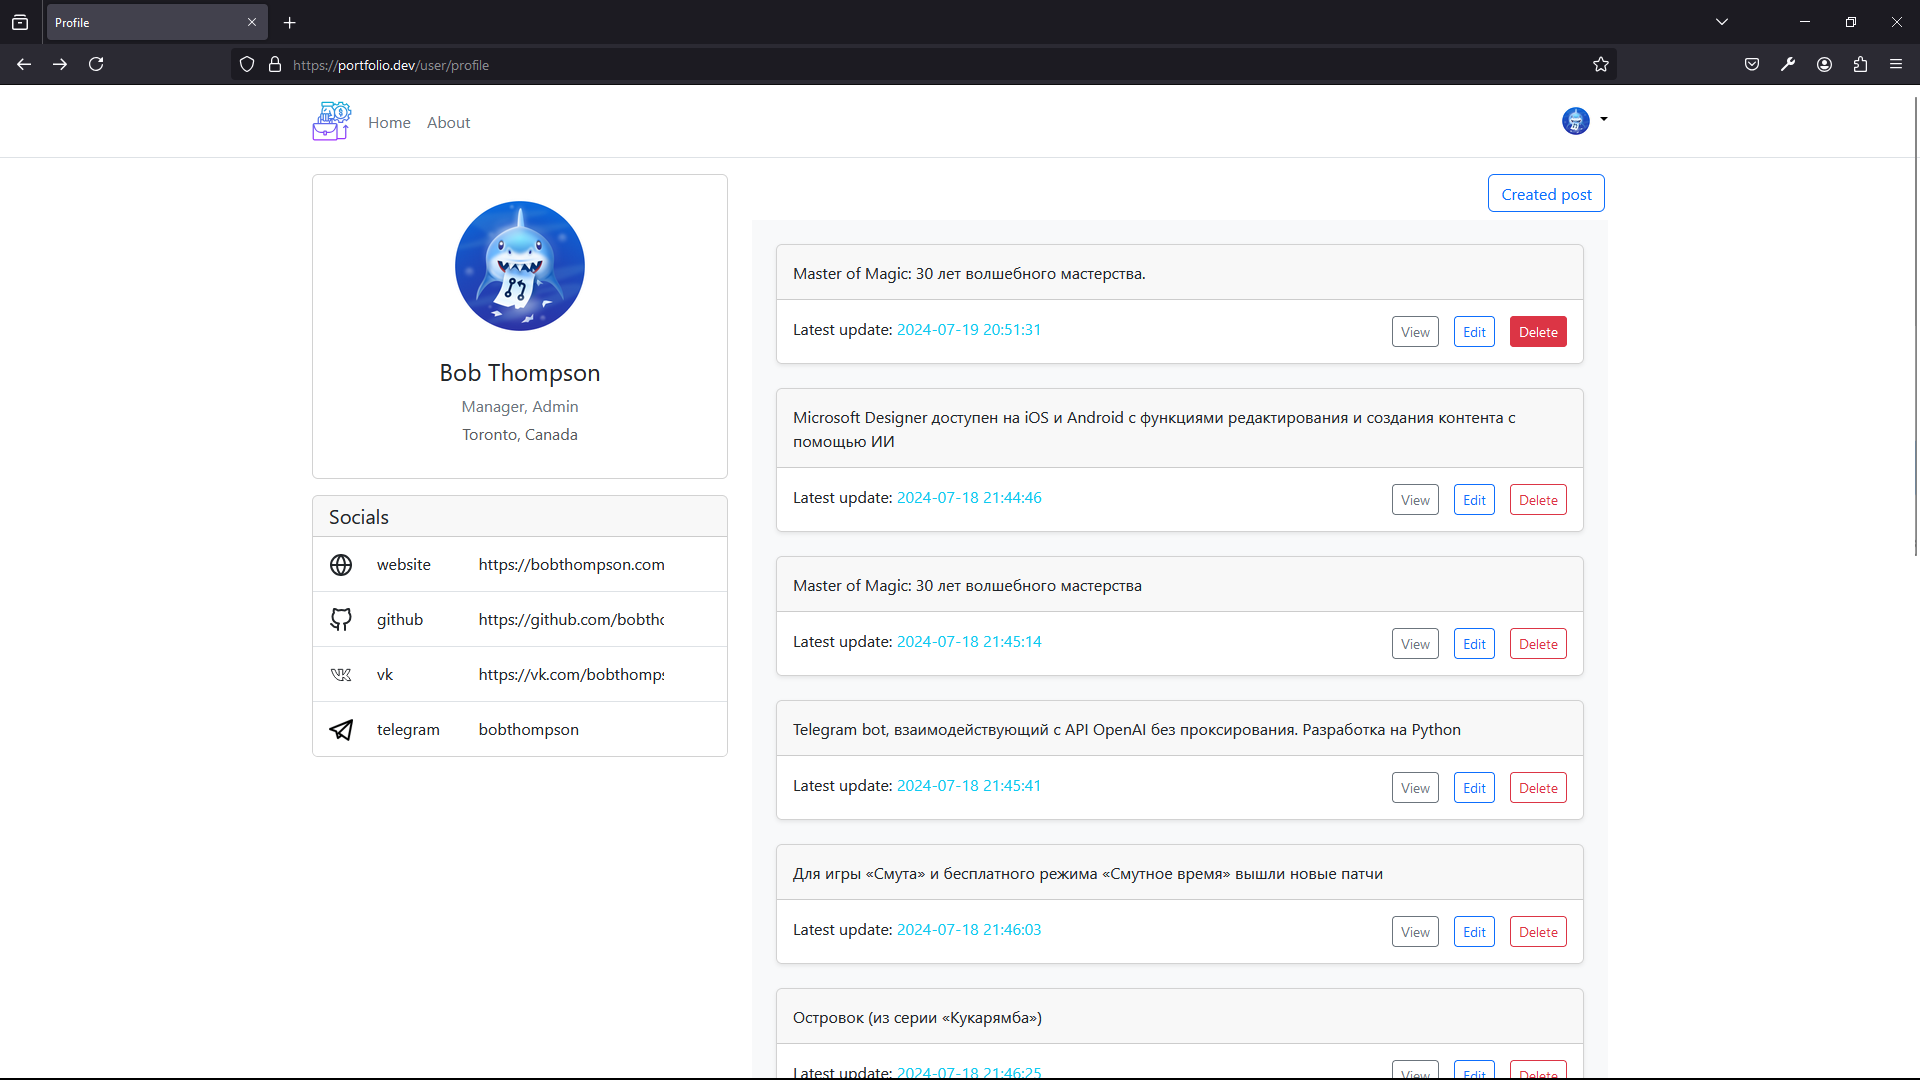 Profile
https://portfolio.dev/user/profile
Home
About
Bob Thompson
Manager, Admin
Toronto, Canada
Socials
website https://bobthompson.com
github https://github.com/bobtho
vk https://vk.com/bobthomps
telegram bobthompson
Created post
Master of Magic: 30 лет волшебного мастерства.
Latest update: 2024-07-19 20:51:31
View Edit Delete
Microsoft Designer доступен на iOS и Android с функциями редактирования и создания контента с
помощью ИИ
Latest update: 2024-07-18 21:44:46
View Edit Delete
Master of Magic: 30 лет волшебного мастерства
Latest update: 2024-07-18 21:45:14
View Edit Delete
Telegram bot, взаимодействующий с API OpenAI без проксирования. Разработка на Python
Latest update: 2024-07-18 21:45:41
View Edit Delete
Для игры «Смута» и бесплатного режима «Смутное время» вышли новые патчи
Latest update: 2024-07-18 21:46:03
View Edit Delete
Островок (из серии «Кукарямба»)
Latest update: 2024-07-18 21:46:25
View Edit Delete